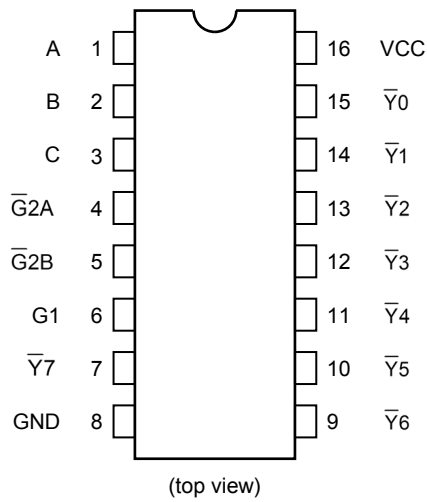 A 1 16 VCC
B 2 15 Y̅0
C 3 14 Y̅1
G̅2A 4 13 Y̅2
G̅2B 5 12 Y̅3
G1 6 11 Y̅4
Y̅7 7 10 Y̅5
GND 8 9 Y̅6
(top view)